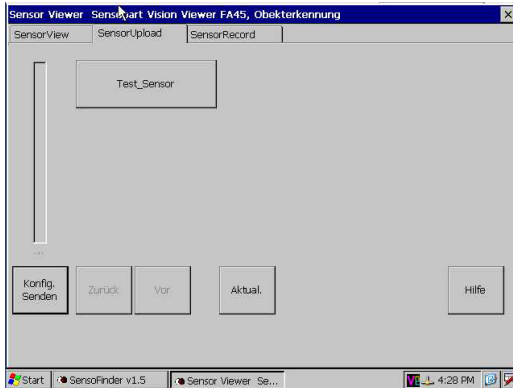 Sensor Viewer Sensopart Vision Viewer FA45, Obekterkennung
SensorView SensorUpload SensorRecord
Test_Sensor
Konfig. Senden
Zurück Vor Aktual. Hilfe
Start SensoFinder v1.5 Sensor Viewer Se... 4:28 PM